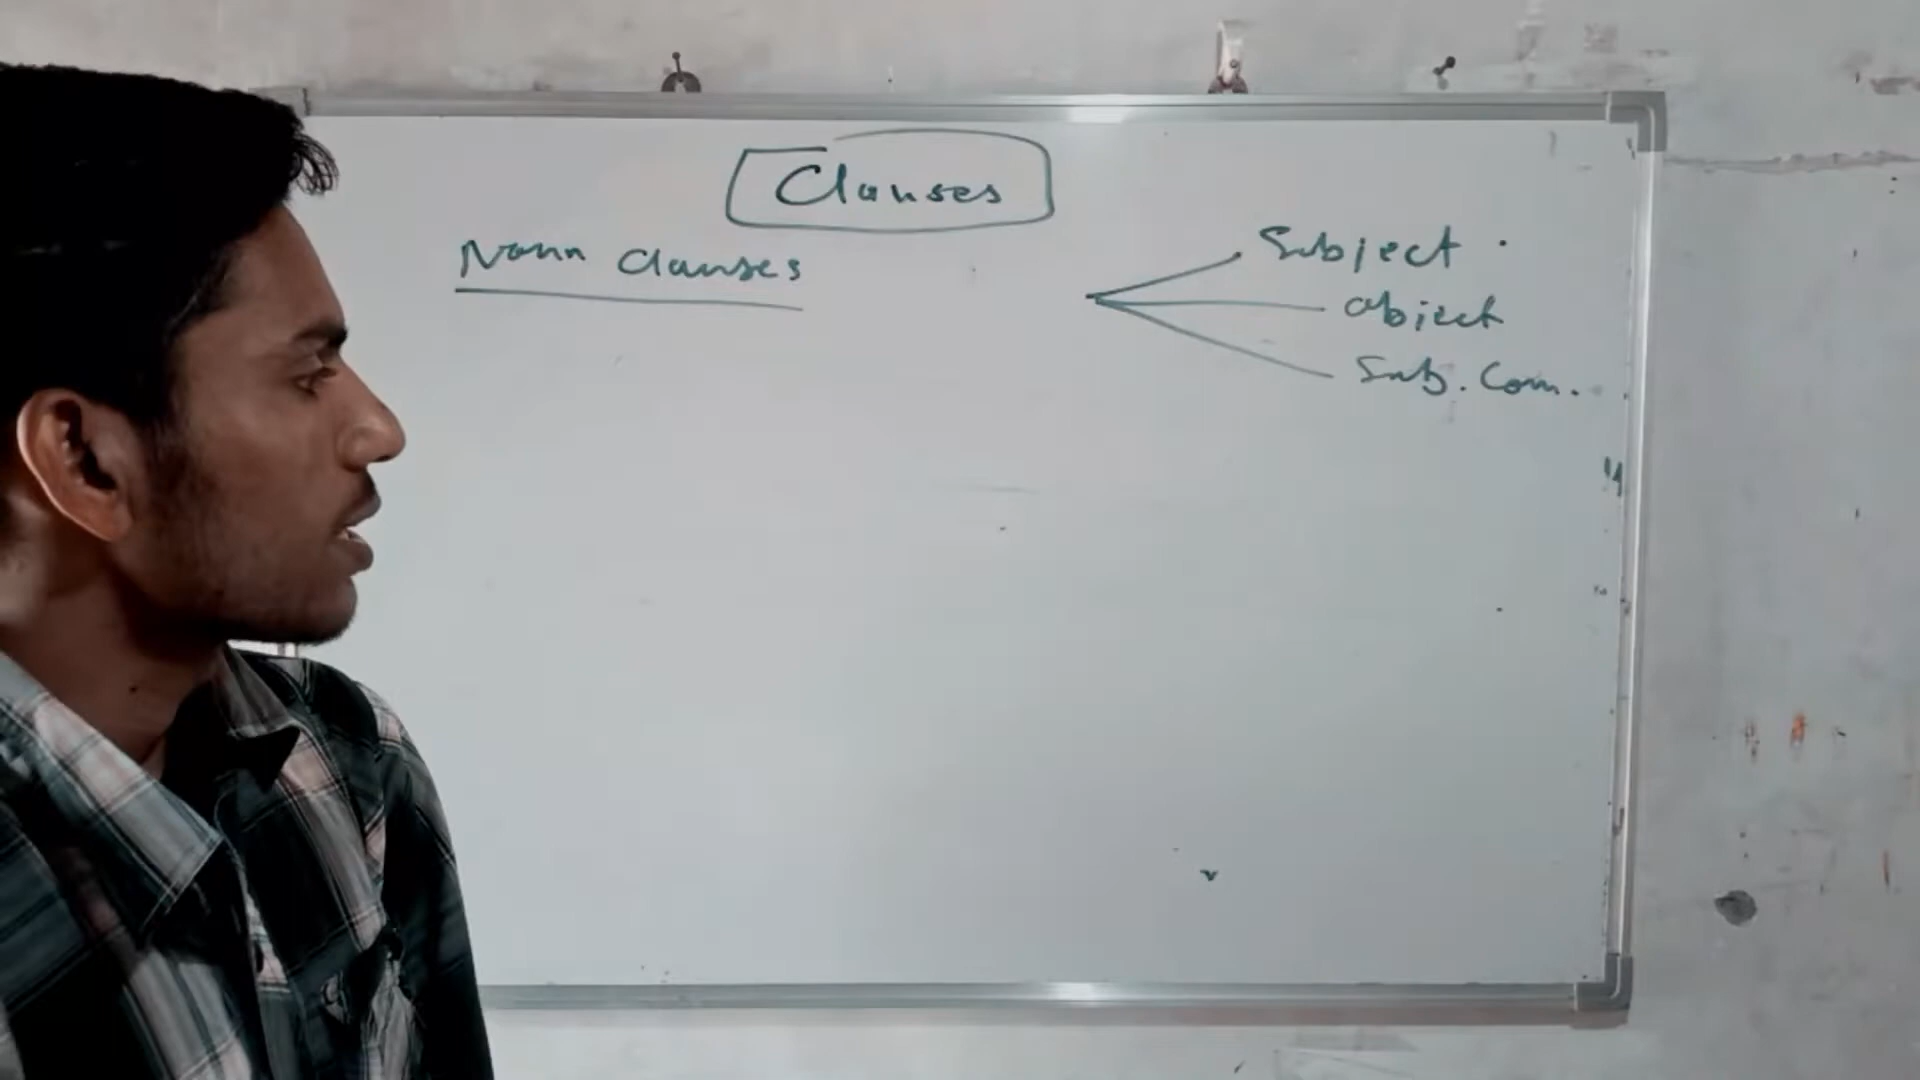 Clauses
Noun Clauses
Subject
object
Sub. Com.